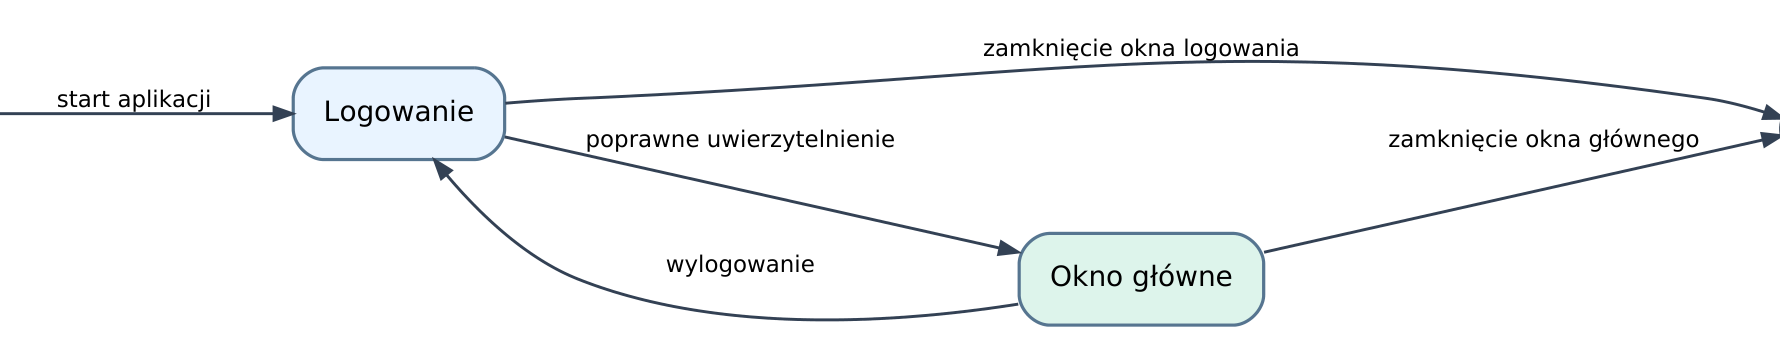 zamknięcie okna logowania
start aplikacji
Logowanie
poprawne uwierzytelnienie
zamknięcie okna głównego
wylogowanie
Okno główne